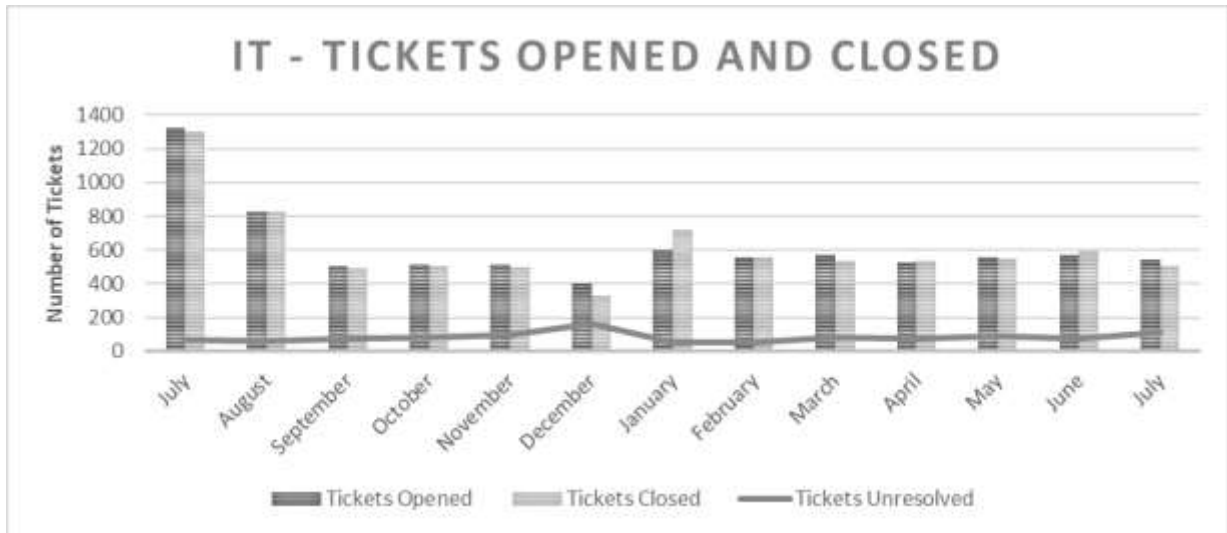 IT - TICKETS OPENED AND CLOSED
Number of Tickets
1400
1200
1000
800
600
400
200
0
July
August
September
October
November
December
January
February
March
April
May
June
July
Tickets Opened
Tickets Closed
Tickets Unresolved